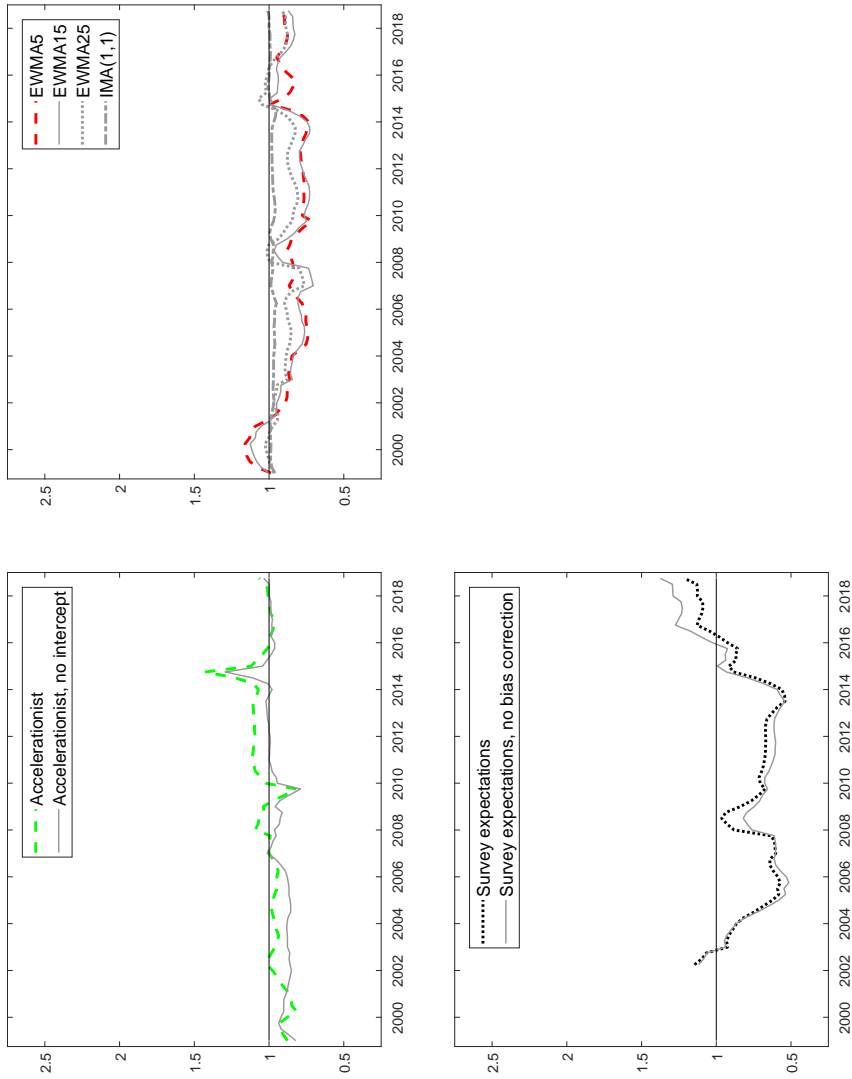 Accelerationist
Accelerationist, no intercept
2.5
2
1.5
1
0.5
2000 2002 2004 2006 2008 2010 2012 2014 2016 2018
EWMA5
EWMA15
EWMA25
IMA(1,1)
2.5
2
1.5
1
0.5
2000 2002 2004 2006 2008 2010 2012 2014 2016 2018
Survey expectations
Survey expectations, no bias correction
2.5
2
1.5
1
0.5
2000 2002 2004 2006 2008 2010 2012 2014 2016 2018